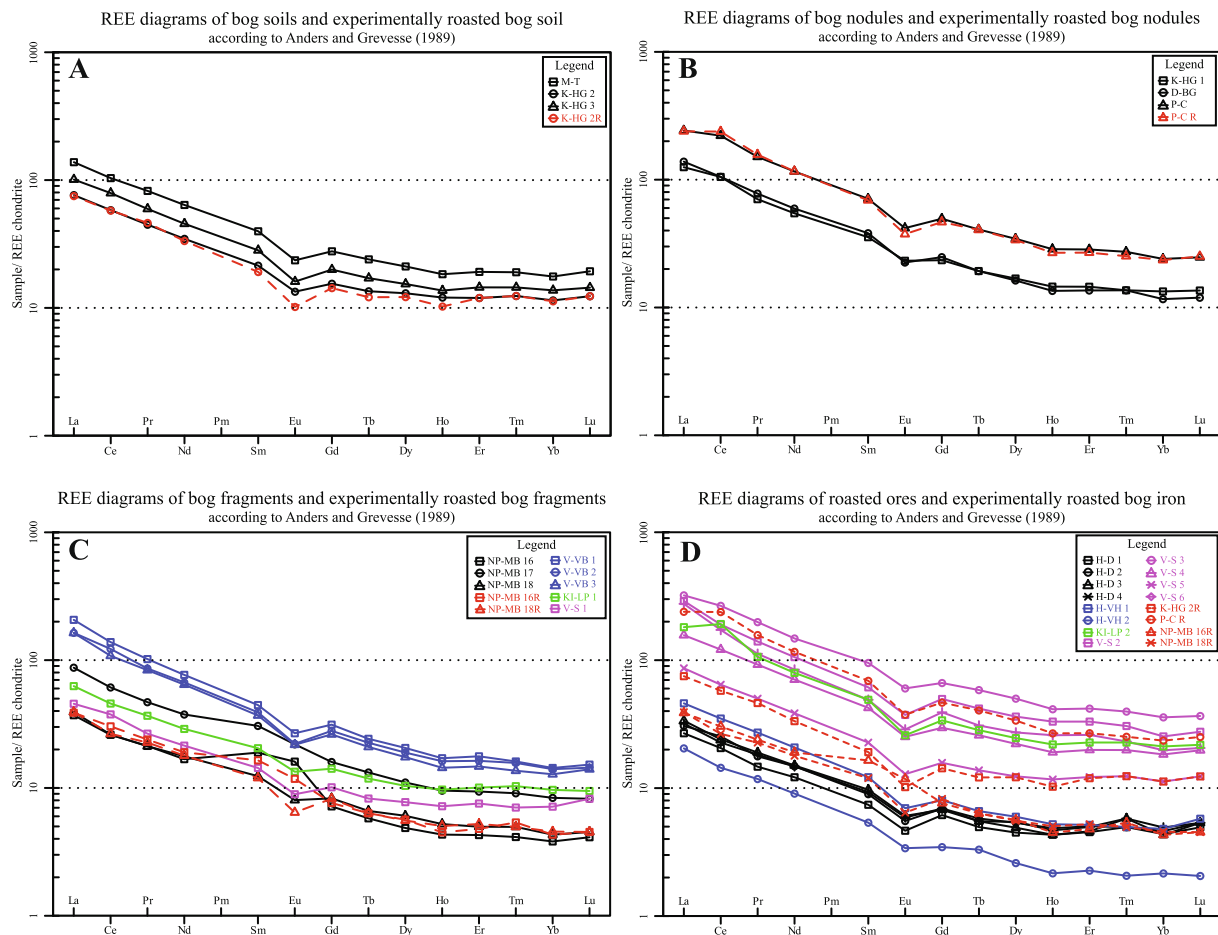 REE diagrams of bog soils and experimentally roasted bog soil
according to Anders and Grevesse (1989)
A
Legend
M-T
K-HG 2
K-HG 3
K-HG 2R
Sample/ REE chondrite
1000
100
10
1
La Pr Pm Eu Tb Ho Tm Lu
Ce Nd Sm Gd Dy Er Yb
REE diagrams of bog nodules and experimentally roasted bog nodules
according to Anders and Grevesse (1989)
B
Legend
K-HG 1
D-BG
P-C
P-C R
Sample/ REE chondrite
1000
100
10
1
La Pr Pm Eu Tb Ho Tm Lu
Ce Nd Sm Gd Dy Er Yb
REE diagrams of bog fragments and experimentally roasted bog fragments
according to Anders and Grevesse (1989)
C
Legend
NP-MB 16 V-VB 1
NP-MB 17 V-VB 2
NP-MB 18 V-VB 3
NP-MB 16R KI-LP 1
NP-MB 18R V-S 1
Sample/ REE chondrite
1000
100
10
1
La Pr Pm Eu Tb Ho Tm Lu
Ce Nd Sm Gd Dy Er Yb
REE diagrams of roasted ores and experimentally roasted bog iron
according to Anders and Grevesse (1989)
D
Legend
H-D 1 V-S 3
H-D 2 V-S 4
H-D 3 V-S 5
H-D 4 V-S 6
H-VH 1 K-HG 2R
H-VH 2 P-C R
KI-LP 2 NP-MB 16R
V-S 2 NP-MB 18R
Sample/ REE chondrite
1000
100
10
1
La Pr Pm Eu Tb Ho Tm Lu
Ce Nd Sm Gd Dy Er Yb